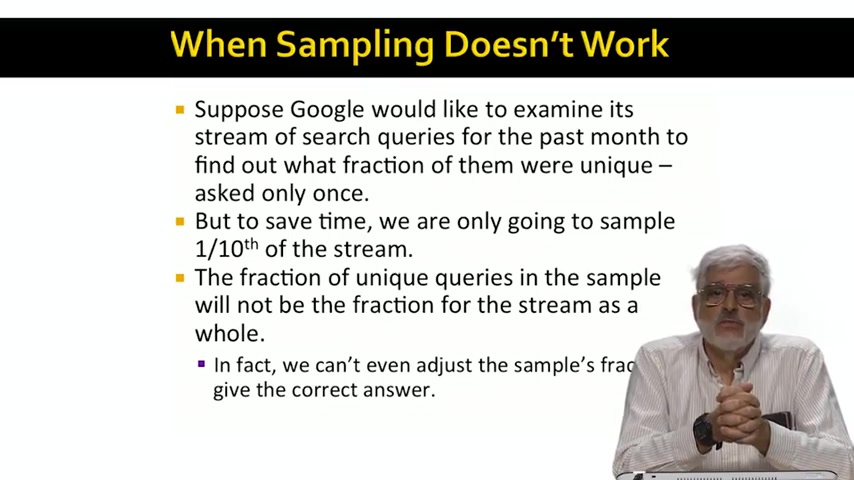 When Sampling Doesn't Work
Suppose Google would like to examine its
stream of search queries for the past month to
find out what fraction of them were unique –
asked only once.
But to save time, we are only going to sample
1/10th of the stream.
The fraction of unique queries in the sample
will not be the fraction for the stream as a
whole.
In fact, we can't even adjust the sample's frac
give the correct answer.